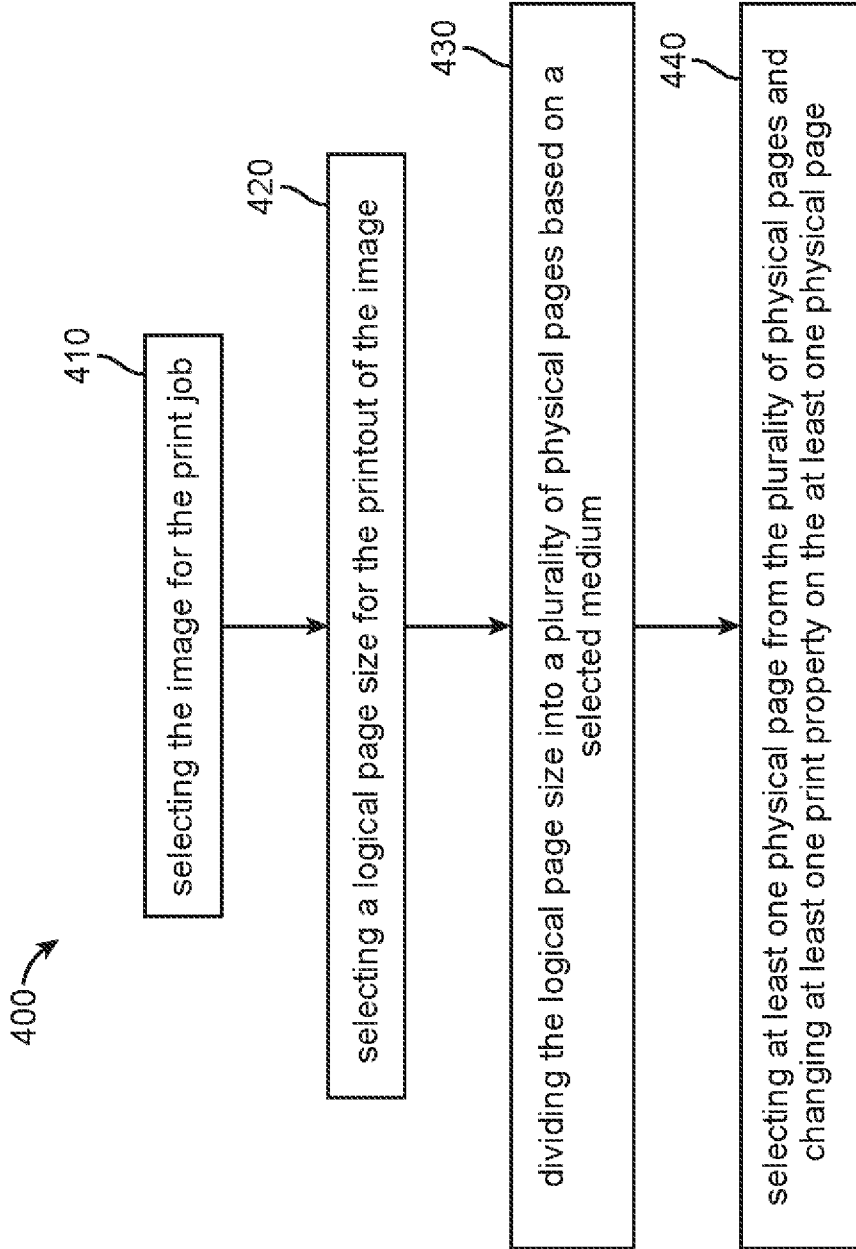 400
410
selecting the image for the print job
420
selecting a logical page size for the printout of the image
430
dividing the logical page size into a plurality of physical pages based on a
selected medium
440
selecting at least one physical page from the plurality of physical pages and
changing at least one print property on the at least one physical page